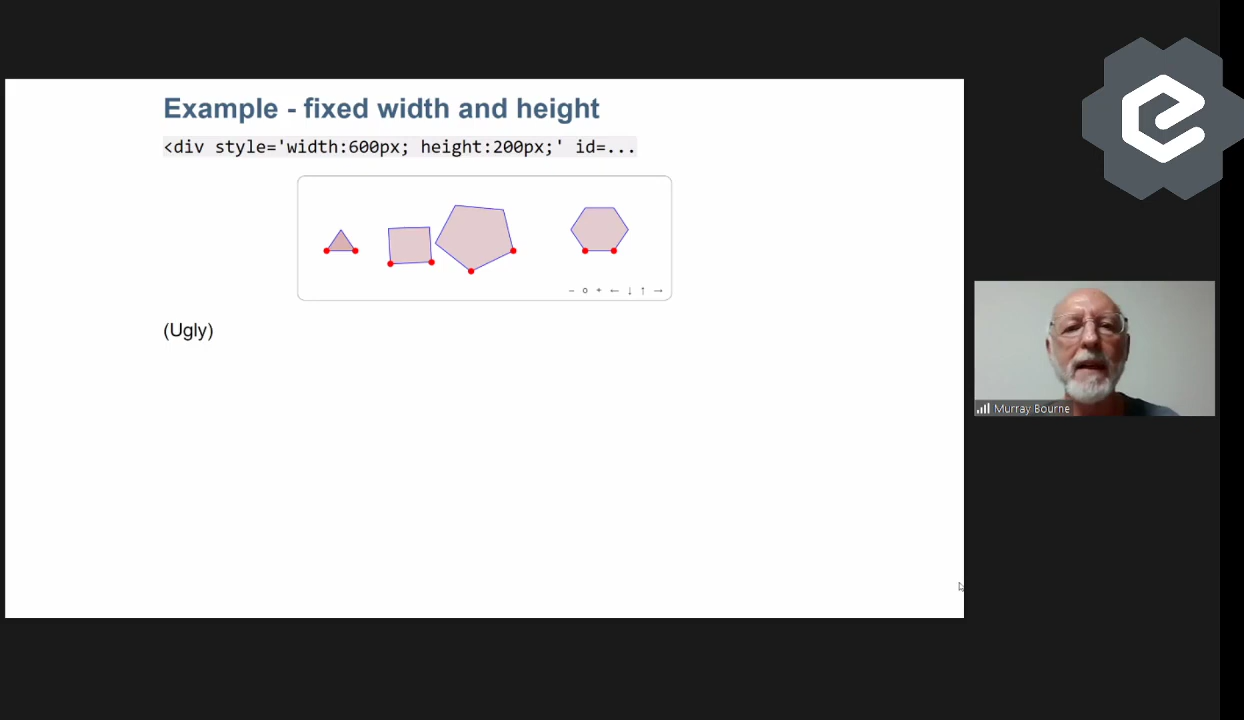 Example - fixed width and height
<div style='width:600px; height:200px;' id=...
− o + ← ↓ ↑ →
(Ugly)
Murray Bourne